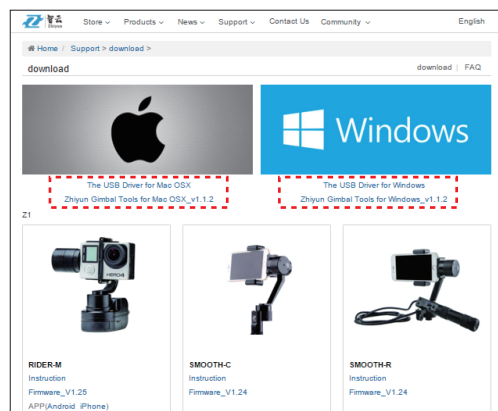 智云
Zhiyun
Store Products News Support Contact Us Community English
Home / Support > download >
download download | FAQ
Windows
The USB Driver for Mac OSX The USB Driver for Windows
Zhiyun Gimbal Tools for Mac OSX_v1.1.2 Zhiyun Gimbal Tools for Windows_v1.1.2
Z1
HERO
RIDER-M SMOOTH-C SMOOTH-R
Instruction Instruction Instruction
Firmware_V1.25 Firmware_V1.24 Firmware_V1.24
APP(Android iPhone)